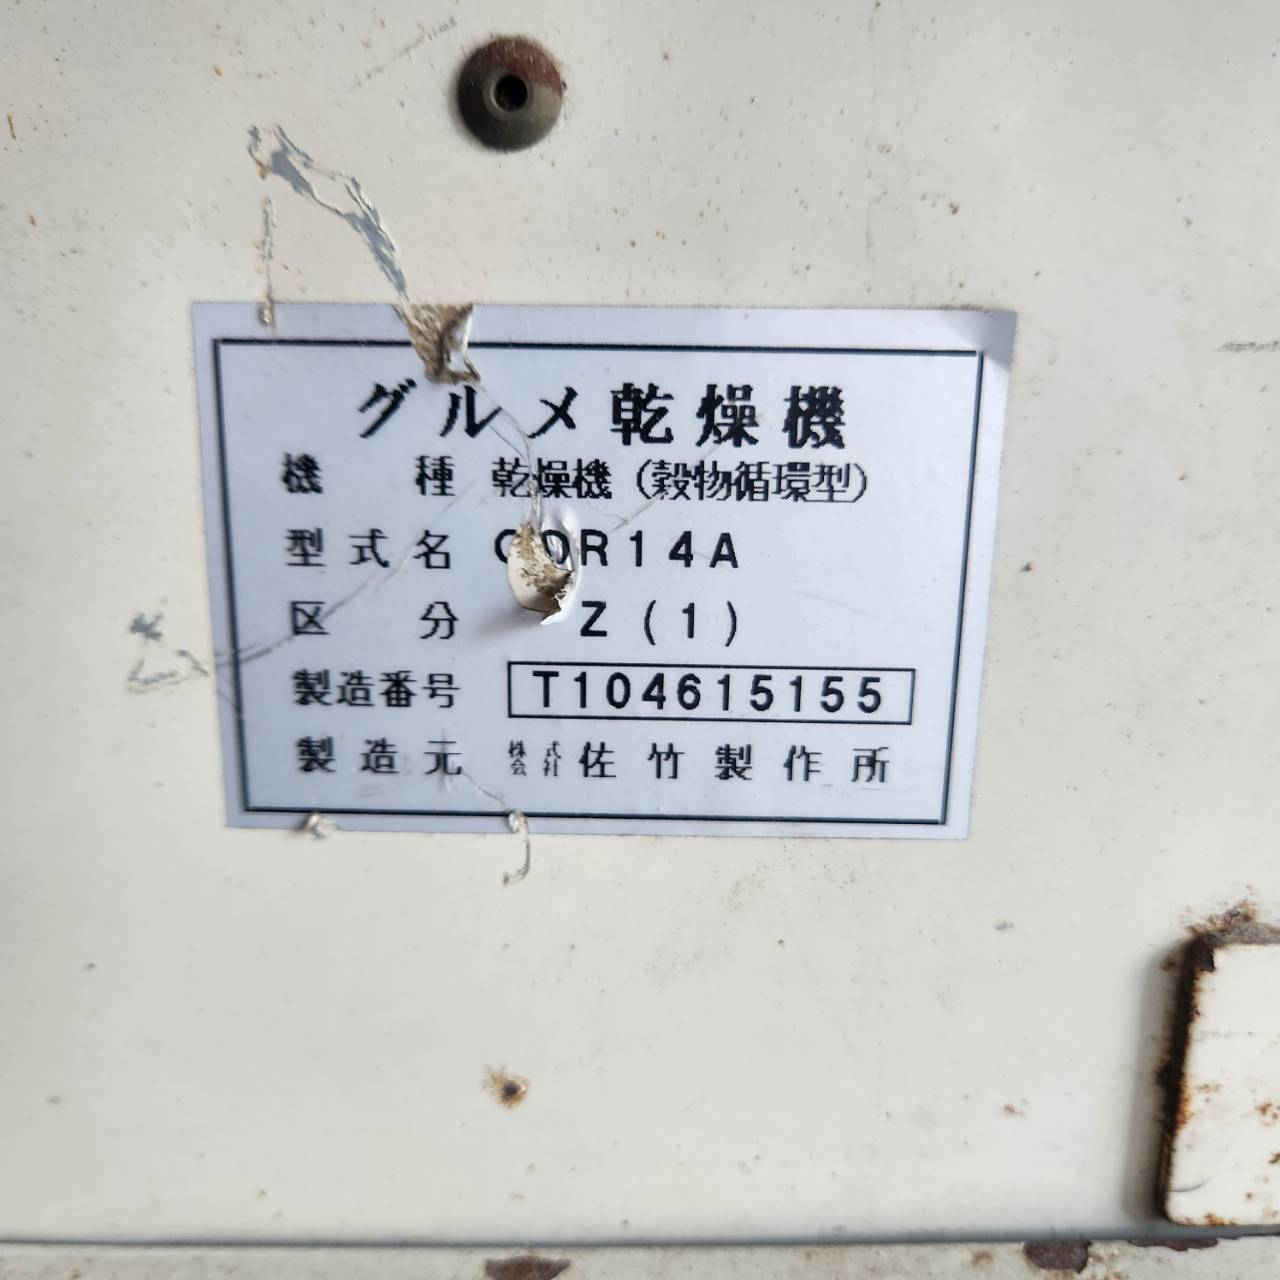 グルメ乾燥機
機種 乾燥機（穀物循環型）
型式名 GDR14A
区分 Z(1)
製造番号 T104615155
製造元 株式会社佐竹製作所